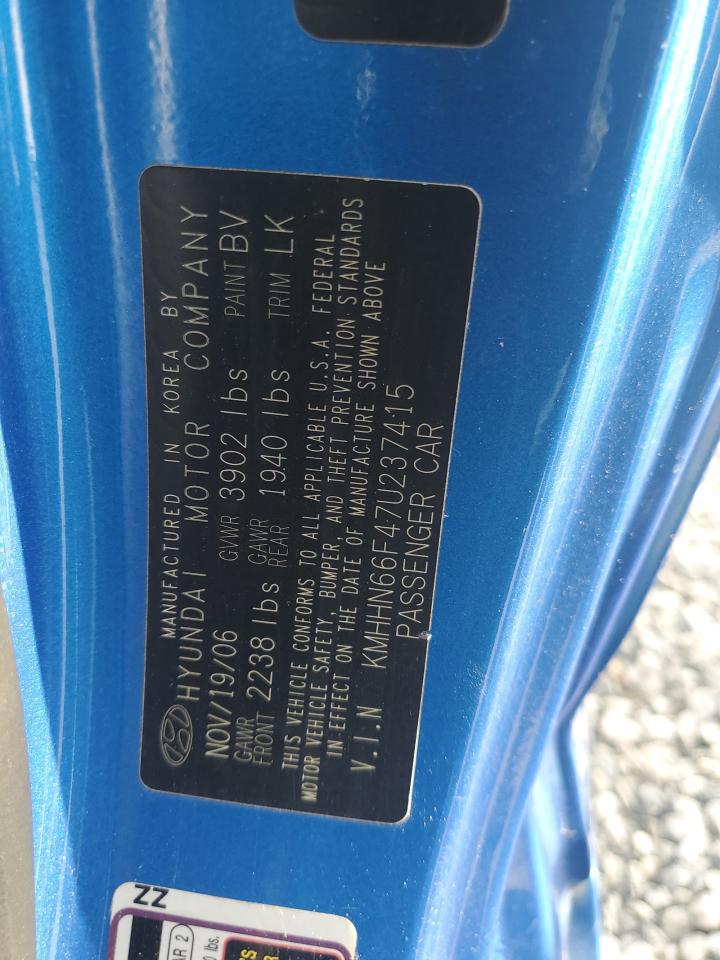 MANUFACTURED IN KOREA BY
HYUNDAI MOTOR COMPANY
NOV/19/06 GVWR 3902 lbs PAINT BV
GAWR FRONT 2238 lbs GAWR REAR 1940 lbs TRIM LK
THIS VEHICLE CONFORMS TO ALL APPLICABLE U.S.A. FEDERAL
MOTOR VEHICLE SAFETY, BUMPER, AND THEFT PREVENTION STANDARDS
IN EFFECT ON THE DATE OF MANUFACTURE SHOWN ABOVE
V.I.N KMHHN66F47U237415
PASSENGER CAR
ZZ